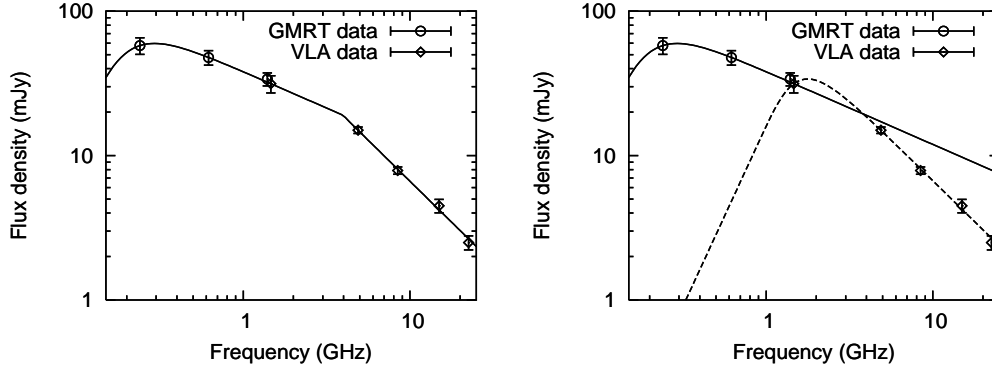 100
10
1
Flux density (mJy)
GMRT data
VLA data
1
10
Frequency (GHz)
100
10
1
Flux density (mJy)
GMRT data
VLA data
1
10
Frequency (GHz)